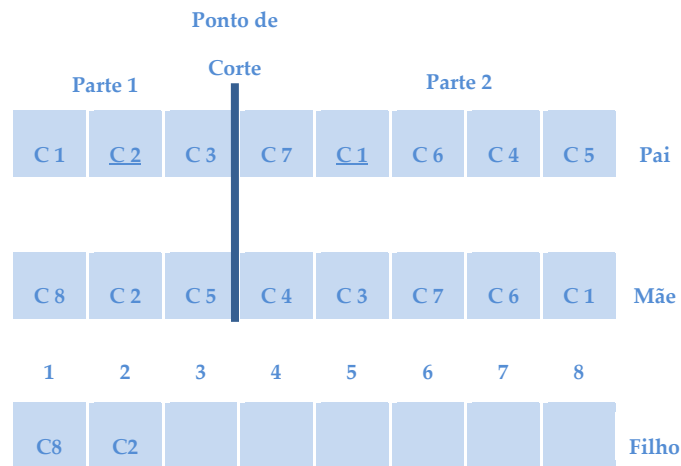 Ponto de
Corte
Parte 1 Parte 2
C 1 C 2 C 3 C 7 C 1 C 6 C 4 C 5 Pai
C 8 C 2 C 5 C 4 C 3 C 7 C 6 C 1 Mãe
1 2 3 4 5 6 7 8
C8 C2 Filho